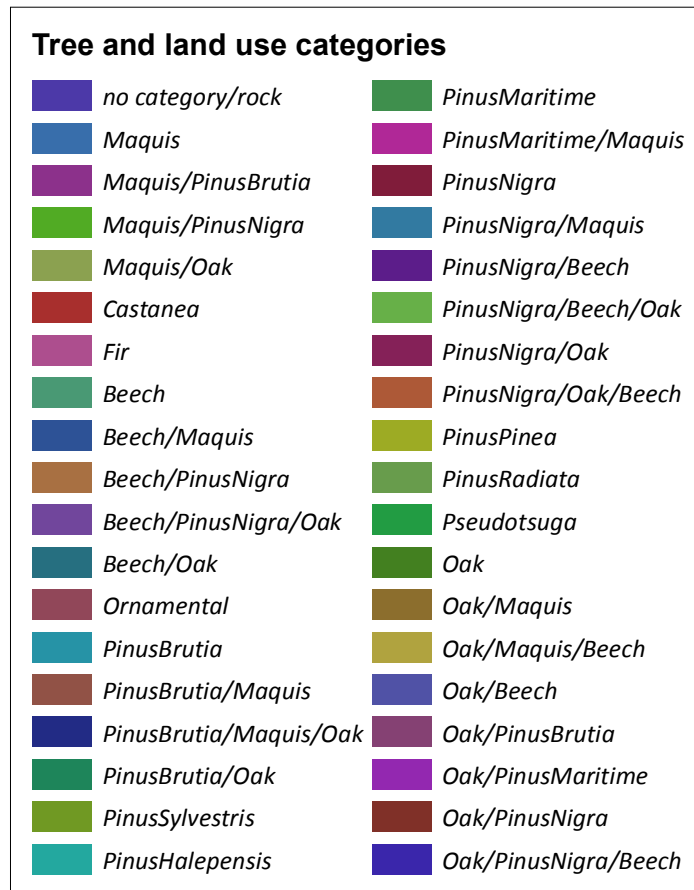 Tree and land use categories
no category/rock
Maquis
Maquis/PinusBrutia
Maquis/PinusNigra
Maquis/Oak
Castanea
Fir
Beech
Beech/Maquis
Beech/PinusNigra
Beech/PinusNigra/Oak
Beech/Oak
Ornamental
PinusBrutia
PinusBrutia/Maquis
PinusBrutia/Maquis/Oak
PinusBrutia/Oak
PinusSylvestris
PinusHalepensis
PinusMaritime
PinusMaritime/Maquis
PinusNigra
PinusNigra/Maquis
PinusNigra/Beech
PinusNigra/Beech/Oak
PinusNigra/Oak
PinusNigra/Oak/Beech
PinusPinea
PinusRadiata
Pseudotsuga
Oak
Oak/Maquis
Oak/Maquis/Beech
Oak/Beech
Oak/PinusBrutia
Oak/PinusMaritime
Oak/PinusNigra
Oak/PinusNigra/Beech